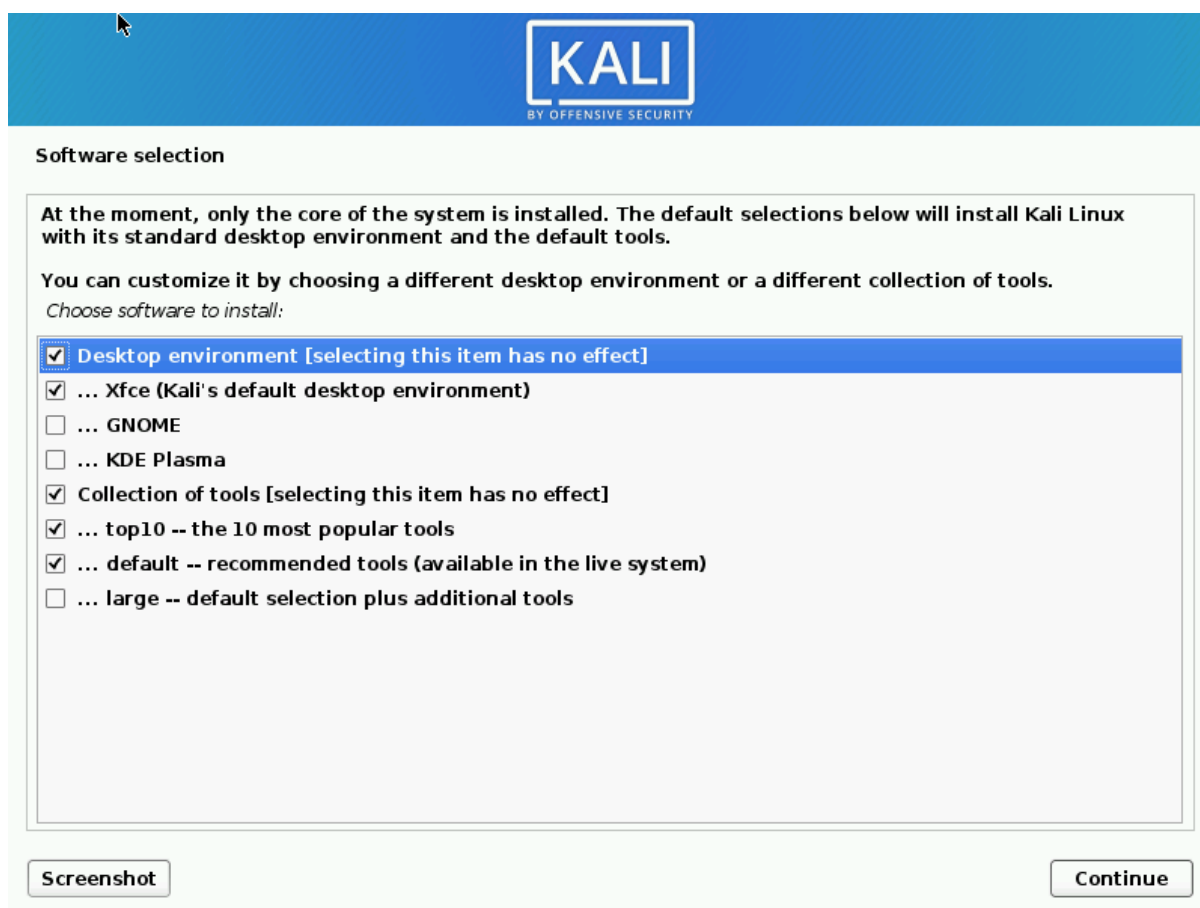 KALI
BY OFFENSIVE SECURITY
Software selection
At the moment, only the core of the system is installed. The default selections below will install Kali Linux
with its standard desktop environment and the default tools.
You can customize it by choosing a different desktop environment or a different collection of tools.
Choose software to install:
Desktop environment [selecting this item has no effect]
... Xfce (Kali's default desktop environment)
... GNOME
... KDE Plasma
Collection of tools [selecting this item has no effect]
... top10 -- the 10 most popular tools
... default -- recommended tools (available in the live system)
... large -- default selection plus additional tools
Screenshot
Continue